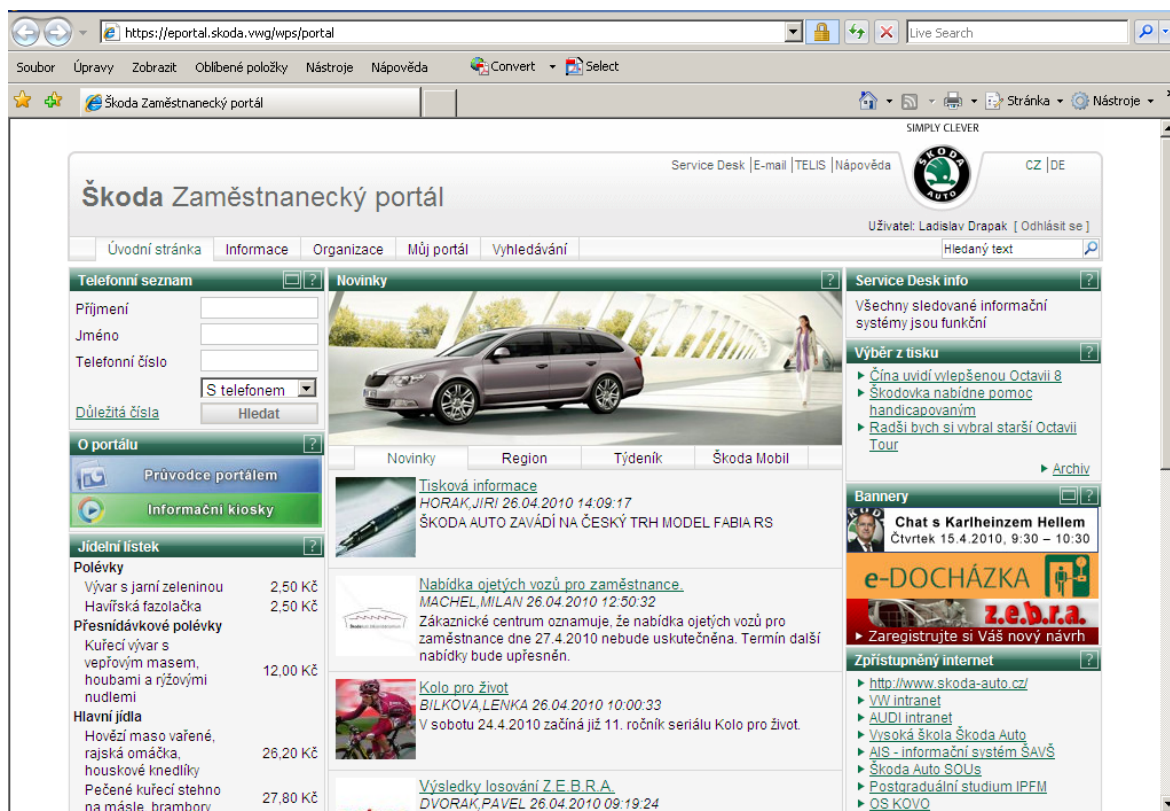 https://eportal.skoda.vwg/wps/portal
Live Search
Soubor Úpravy Zobrazit Oblíbené položky Nástroje Nápověda Convert Select
Škoda Zaměstnanecký portál
Stránka Nástroje
SIMPLY CLEVER
Service Desk |E-mail |TELIS |Nápověda
ŠKODA
AUTO
CZ |DE
Škoda Zaměstnanecký portál
Uživatel: Ladislav Drapak [ Odhlásit se ]
Úvodní stránka Informace Organizace Můj portál Vyhledávání
Hledaný text
Telefonní seznam
Příjmení
Jméno
Telefonní číslo
S telefonem
Důležitá čísla
Hledat
O portálu
Průvodce portálem
Informační kiosky
Jídelní lístek
Polévky
Vývar s jarní zeleninou 2,50 Kč
Havířská fazolačka 2,50 Kč
Přesnídávkové polévky
Kuřecí vývar s
vepřovým masem,
houbami a rýžovými
nudlemi
12,00 Kč
Hlavní jídla
Hovězí maso vařené,
rajská omáčka,
houskové knedlíky
26,20 Kč
Pečené kuřecí stehno
na másle, brambory
27,80 Kč
Novinky
Novinky Region Týdeník Škoda Mobil
Tisková informace
HORAK,JIRI 26.04.2010 14:09:17
ŠKODA AUTO ZAVÁDÍ NA ČESKÝ TRH MODEL FABIA RS
Nabídka ojetých vozů pro zaměstnance.
MACHEL,MILAN 26.04.2010 12:50:32
Zákaznické centrum oznamuje, že nabídka ojetých vozů pro
zaměstnance dne 27.4.2010 nebude uskutečněna. Termín další
nabídky bude upřesněn.
Kolo pro život
BILKOVA,LENKA 26.04.2010 10:00:33
V sobotu 24.4.2010 začíná již 11. ročník seriálu Kolo pro život.
Výsledky losování Z.E.B.R.A.
DVORAK,PAVEL 26.04.2010 09:19:24
Service Desk info
Všechny sledované informační
systémy jsou funkční
Výběr z tisku
Čína uvidí vylepšenou Octavii 8
Škodovka nabídne pomoc
handicapovaným
Radši bych si vybral starší Octavii
Tour
Archiv
Bannery
Chat s Karlheinzem Hellem
Čtvrtek 15.4.2010, 9:30 – 10:30
e-DOCHÁZKA
z.e.b.r.a.
Zaregistrujte si Váš nový návrh
Zpřístupněný internet
http://www.skoda-auto.cz/
VW intranet
AUDI intranet
Vysoká škola Škoda Auto
AIS - informační systém ŠAVŠ
Škoda Auto SOUs
Postgraduální studium IPFM
OS KOVO